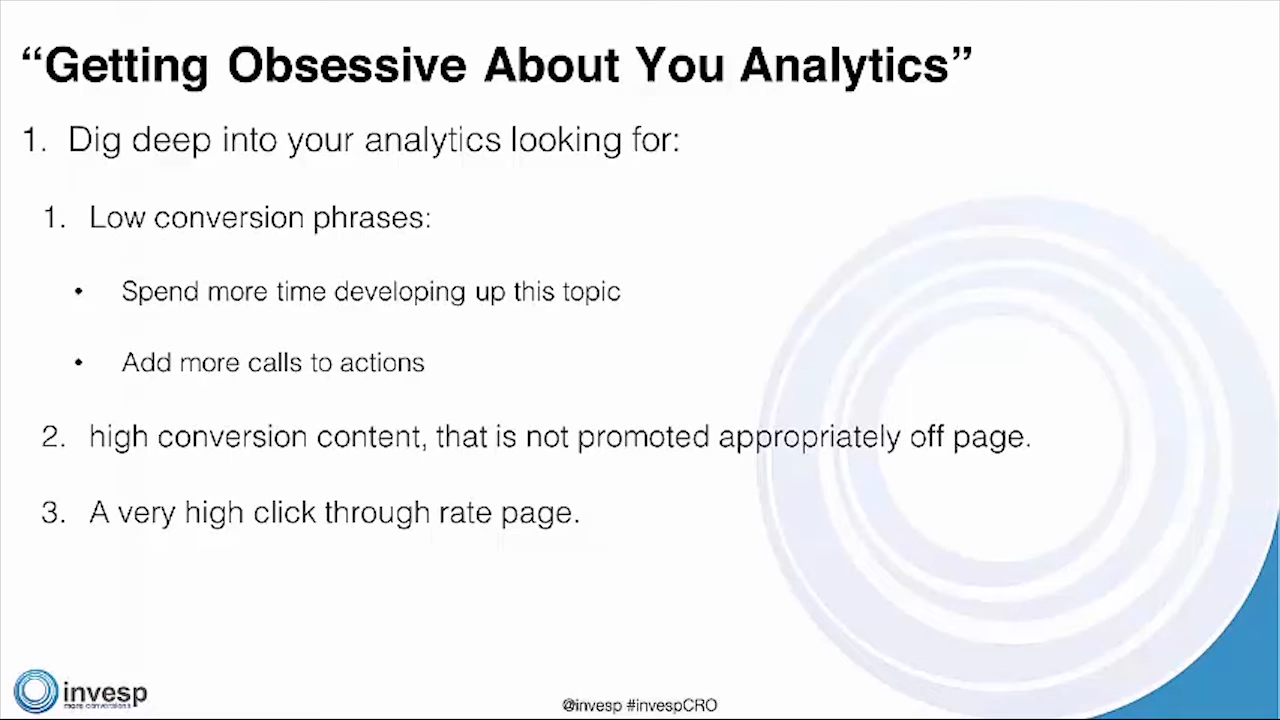 “Getting Obsessive About You Analytics”
1. Dig deep into your analytics looking for:
1. Low conversion phrases:
• Spend more time developing up this topic
• Add more calls to actions
2. high conversion content, that is not promoted appropriately off page.
3. A very high click through rate page.
invesp
more conversions
@invesp #invespCRO